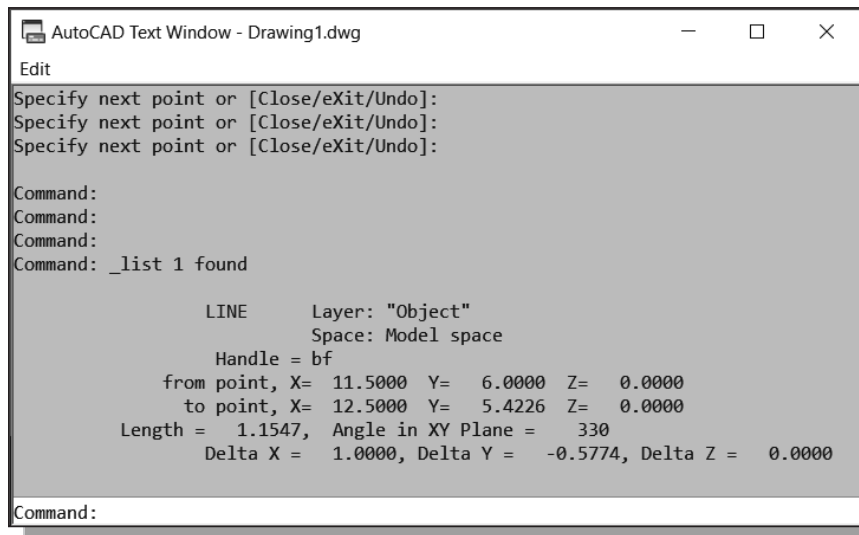 AutoCAD Text Window - Drawing1.dwg
Edit
Specify next point or [Close/eXit/Undo]:
Specify next point or [Close/eXit/Undo]:
Specify next point or [Close/eXit/Undo]:
Command:
Command:
Command:
Command: _list 1 found
LINE Layer: "Object"
Space: Model space
Handle = bf
from point, X= 11.5000 Y= 6.0000 Z= 0.0000
to point, X= 12.5000 Y= 5.4226 Z= 0.0000
Length = 1.1547, Angle in XY Plane = 330
Delta X = 1.0000, Delta Y = -0.5774, Delta Z = 0.0000
Command: